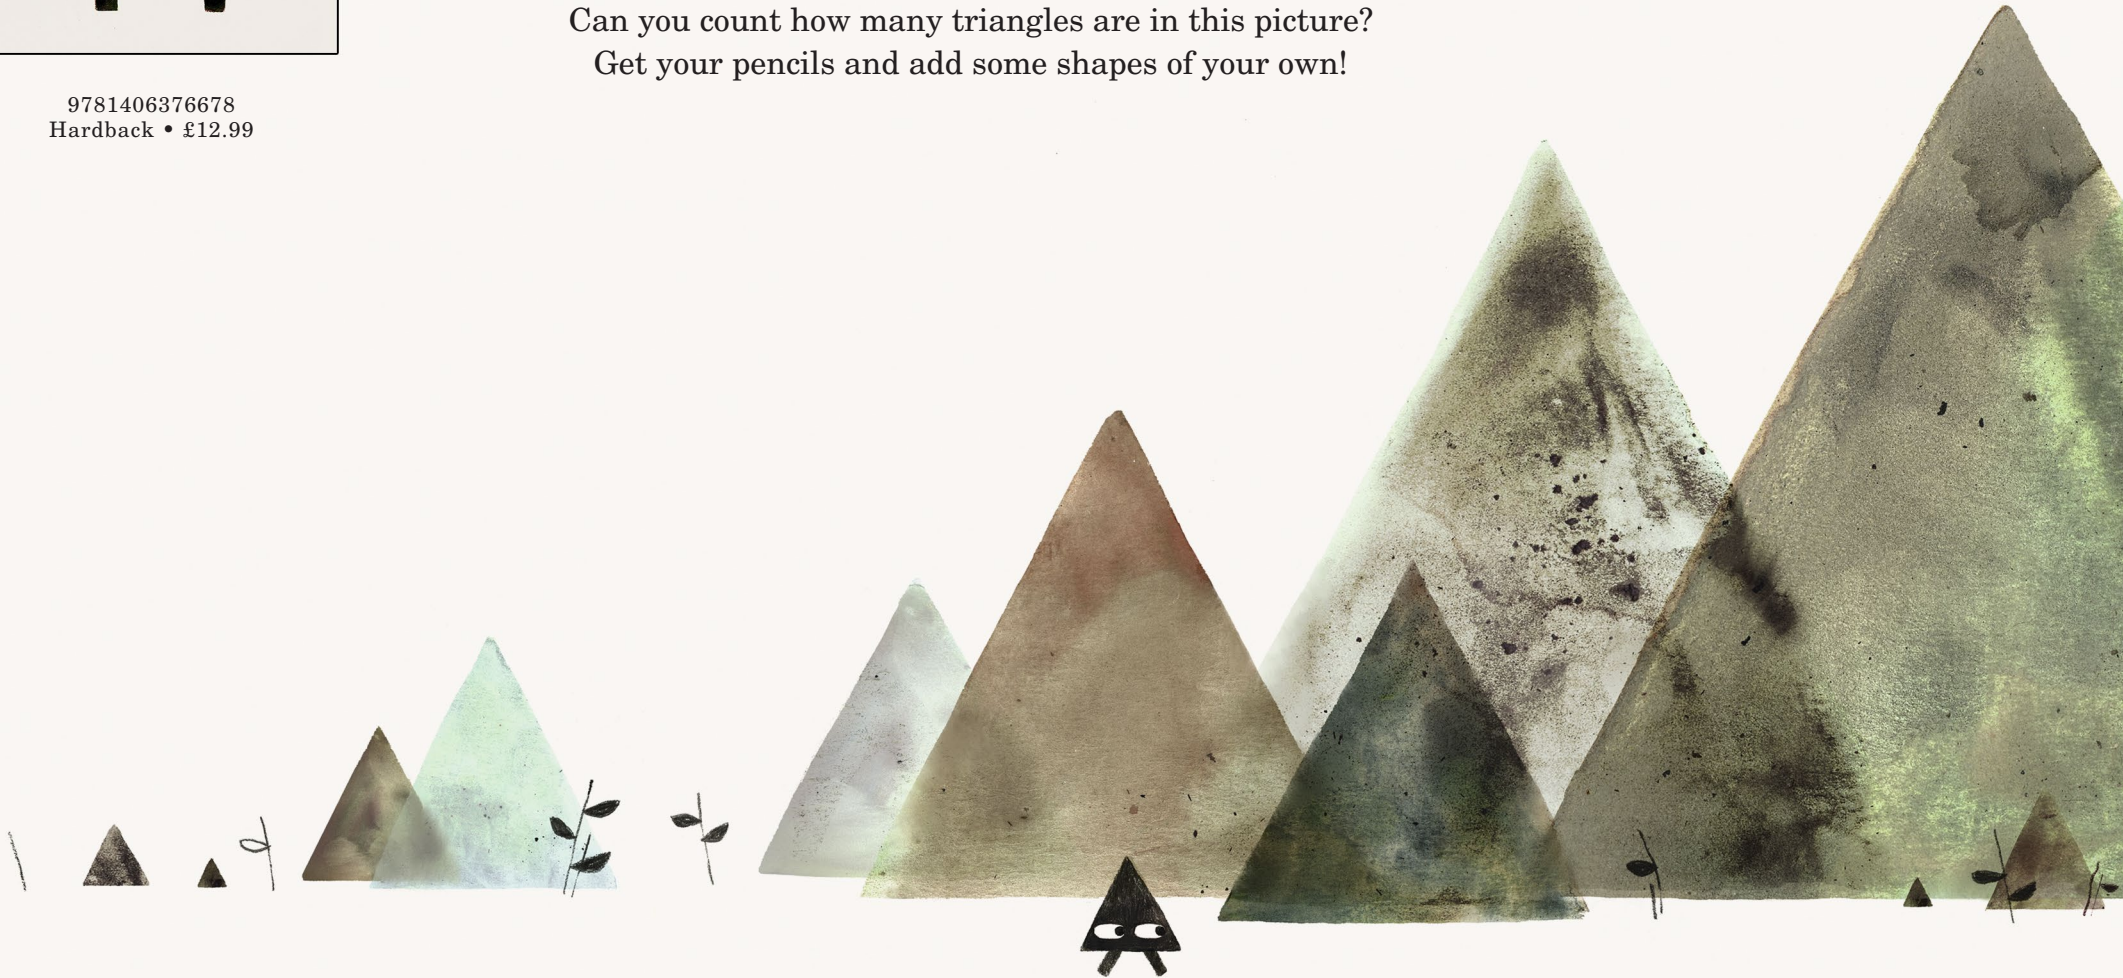 Can you count how many triangles are in this picture?
Get your pencils and add some shapes of your own!
9781406376678
Hardback • £12.99